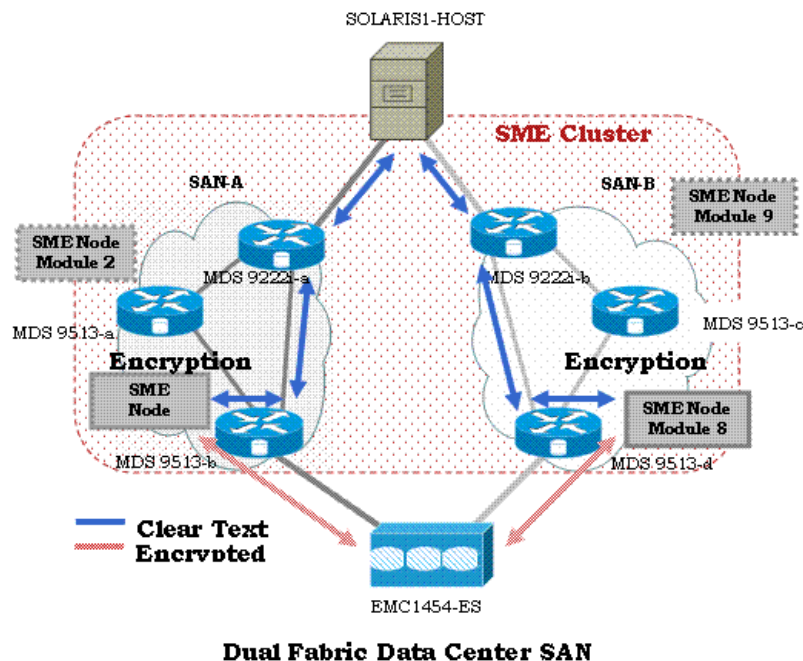 SOLARIS1-HOST
SME Cluster
SAN-A
SAN-B
SME Node
Module 9
SME Node
Module 2
MDS 9222i-a
MDS 9222i-b
MDS 9513-a
MDS 9513-c
Encryption
Encryption
SME
Node
SME Node
Module 8
MDS 9513-b
MDS 9513-d
Clear Text
Encrypted
EMC1454-ES
Dual Fabric Data Center SAN